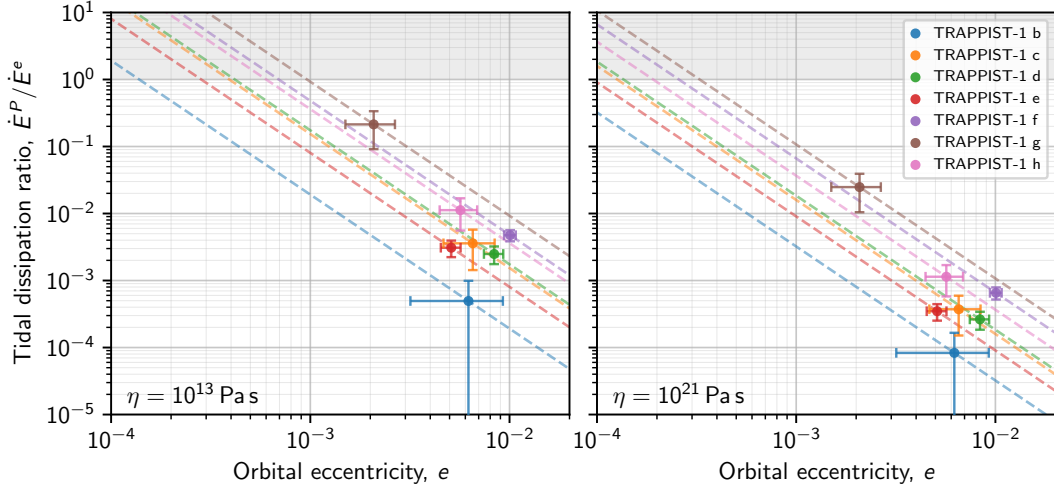 Tidal dissipation ratio, Ė^P/Ė^e
10^1
10^0
10^−1
10^−2
10^−3
10^−4
10^−5
η = 10^13 Pa s
10^−4
10^−3
10^−2
Orbital eccentricity, e
TRAPPIST-1 b
TRAPPIST-1 c
TRAPPIST-1 d
TRAPPIST-1 e
TRAPPIST-1 f
TRAPPIST-1 g
TRAPPIST-1 h
η = 10^21 Pa s
10^−4
10^−3
10^−2
Orbital eccentricity, e